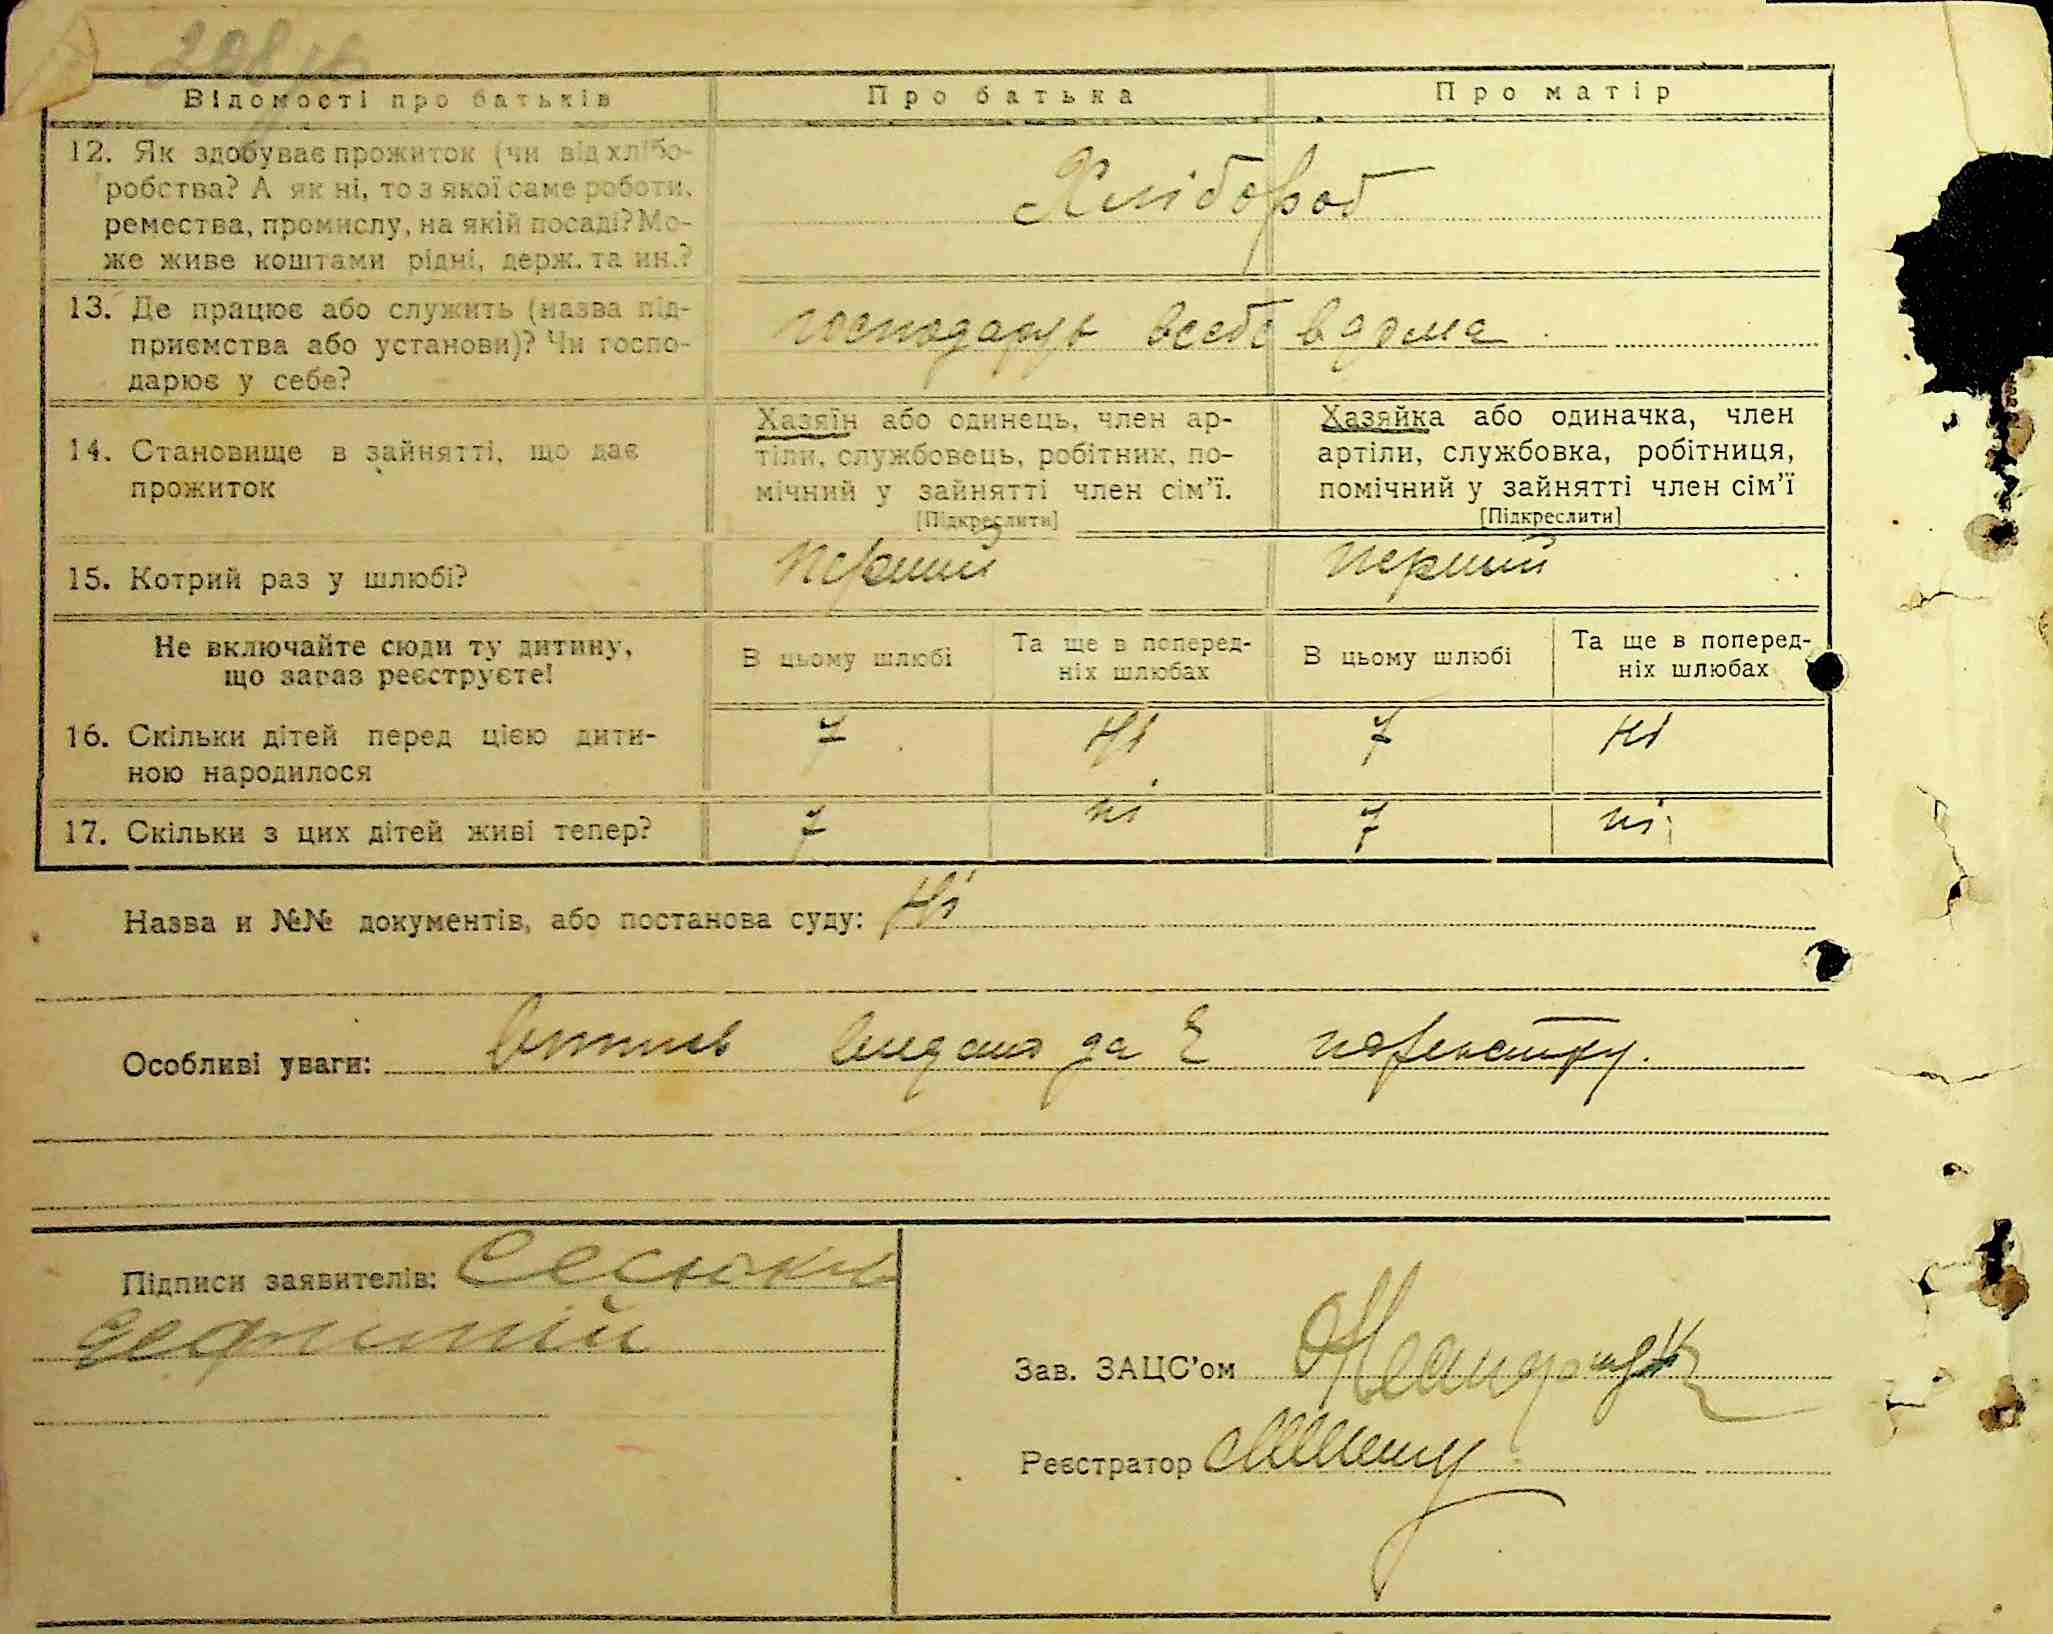 Відомості про батьків
Про батька
Про матір
12. Як здобуває прожиток (чи від хлібо-
робства? А як ні, то з якої саме роботи,
ремества, промислу, на якій посаді? Мо-
же живе коштами рідні, держ. та ин.?
Хлібороб
13. Де працює або служить (назва під-
приємства або установи)? Чи госпо-
дарює у себе?
господарує всебе вдома
14. Становище в зайнятті, що дає
прожиток
Хазяїн або одинець, член ар-
тіли, службовець, робітник, по-
мічний у зайнятті член сім'ї.
[Підкреслити]
Хазяйка або одиначка, член
артіли, службовка, робітниця,
помічний у зайнятті член сім'ї
[Підкреслити]
15. Котрий раз у шлюбі?
перший
перший
Не включайте сюди ту дитину,
що зараз реєструєте!
В цьому шлюбі
Та ще в поперед-
ніх шлюбах
В цьому шлюбі
Та ще в поперед-
ніх шлюбах
16. Скільки дітей перед цією дити-
ною народилося
7
Ні
7
Ні
17. Скільки з цих дітей живі тепер?
7
ні
7
ні
Назва и №№ документів, або постанова суду: Ні
Особливі уваги:
Підписи заявителів:
Зав. ЗАЦС'ом
Реєстратор